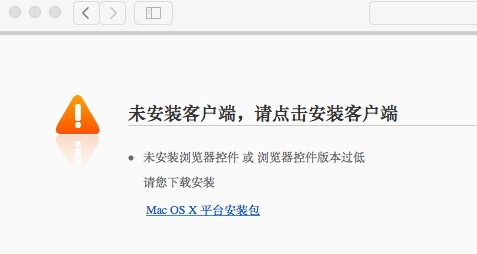 未安装客户端，请点击安装客户端
未安装浏览器控件 或 浏览器控件版本过低
请您下载安装
Mac OS X 平台安装包